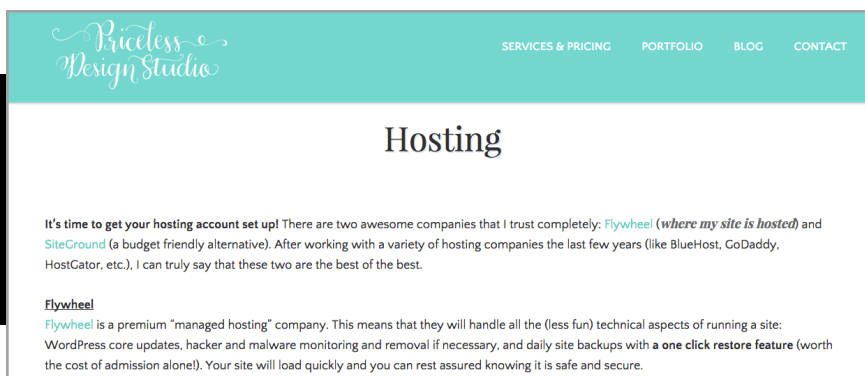 Priceless
Design Studio
SERVICES & PRICING PORTFOLIO BLOG CONTACT
Hosting
It's time to get your hosting account set up! There are two awesome companies that I trust completely: Flywheel (where my site is hosted) and
SiteGround (a budget friendly alternative). After working with a variety of hosting companies the last few years (like BlueHost, GoDaddy,
HostGator, etc.), I can truly say that these two are the best of the best.
Flywheel
Flywheel is a premium “managed hosting” company. This means that they will handle all the (less fun) technical aspects of running a site:
WordPress core updates, hacker and malware monitoring and removal if necessary, and daily site backups with a one click restore feature (worth
the cost of admission alone!). Your site will load quickly and you can rest assured knowing it is safe and secure.